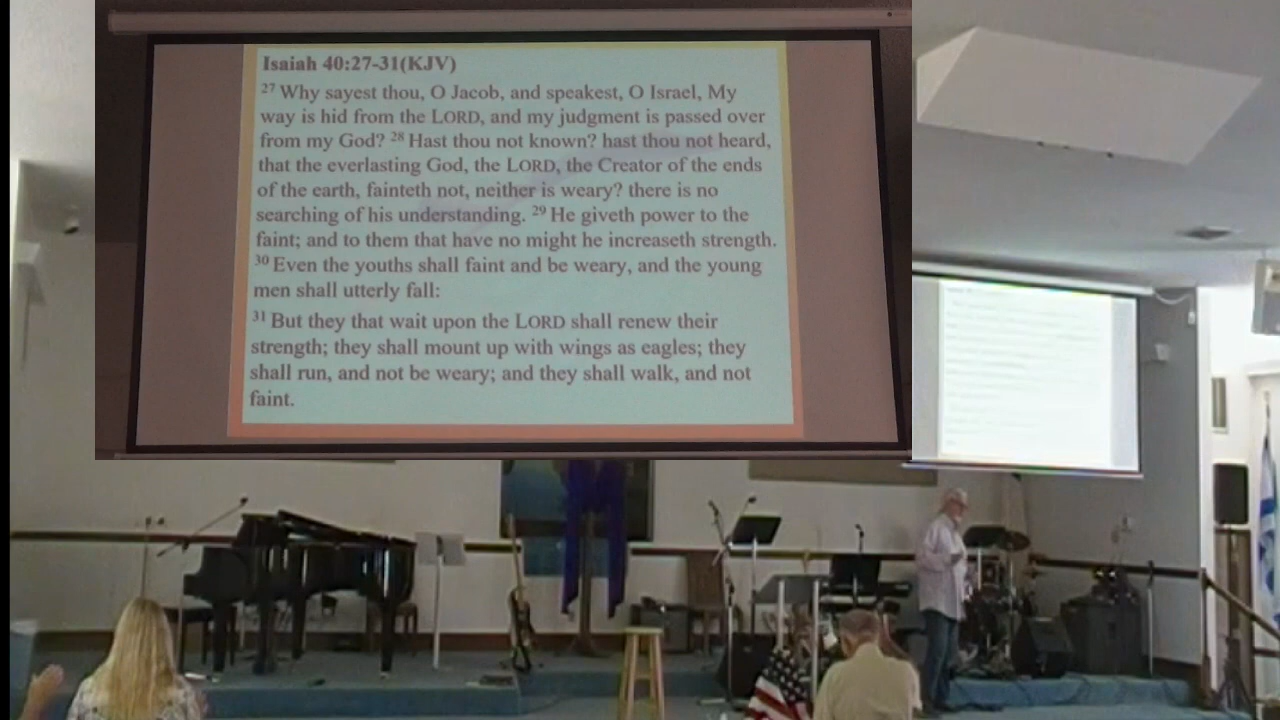 Isaiah 40:27-31(KJV)
27 Why sayest thou, O Jacob, and speakest, O Israel, My
way is hid from the LORD, and my judgment is passed over
from my God? 28 Hast thou not known? hast thou not heard,
that the everlasting God, the LORD, the Creator of the ends
of the earth, fainteth not, neither is weary? there is no
searching of his understanding. 29 He giveth power to the
faint; and to them that have no might he increaseth strength.
30 Even the youths shall faint and be weary, and the young
men shall utterly fall:
31 But they that wait upon the LORD shall renew their
strength; they shall mount up with wings as eagles; they
shall run, and not be weary; and they shall walk, and not
faint.